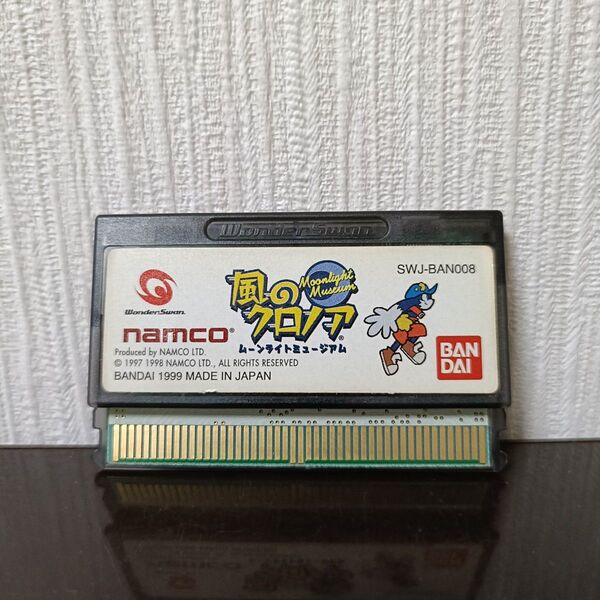 WonderSwan
SWJ-BAN008
WonderSwan
Moonlight
Museum
風のクロノア
ムーンライトミュージアム
namco®
Produced by NAMCO LTD.
© 1997 1998 NAMCO LTD., ALL RIGHTS RESERVED
BANDAI 1999 MADE IN JAPAN
BAN
DAI